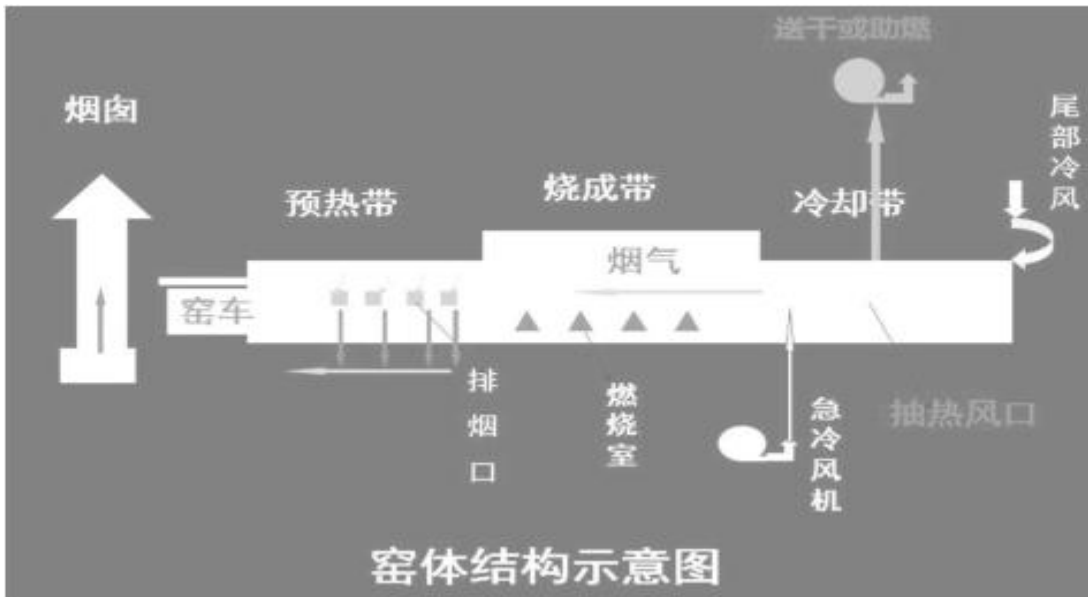 送干或助燃
烟囱
尾部冷风
预热带
烧成带
冷却带
烟气
窑车
排烟口
燃烧室
急冷风机
抽热风口
窑体结构示意图